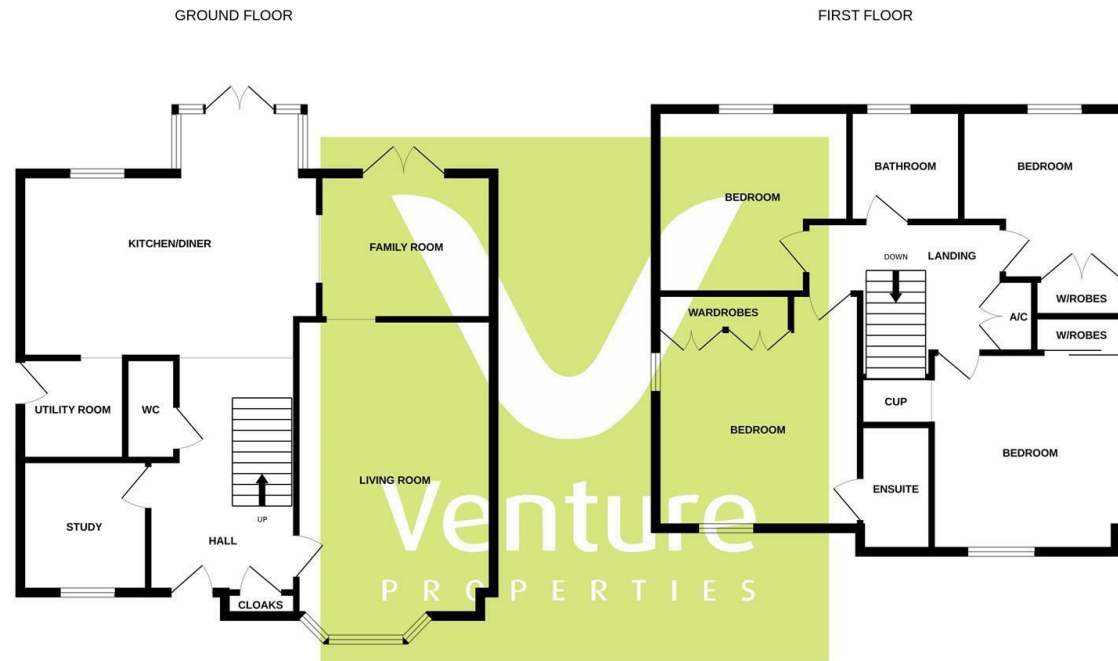 GROUND FLOOR
FIRST FLOOR
KITCHEN/DINER
FAMILY ROOM
UTILITY ROOM
WC
LIVING ROOM
STUDY
UP
HALL
CLOAKS
BEDROOM
BATHROOM
BEDROOM
DOWN
LANDING
WARDROBES
A/C
W/ROBES
W/ROBES
CUP
BEDROOM
BEDROOM
ENSUITE
Venture
PROPERTIES